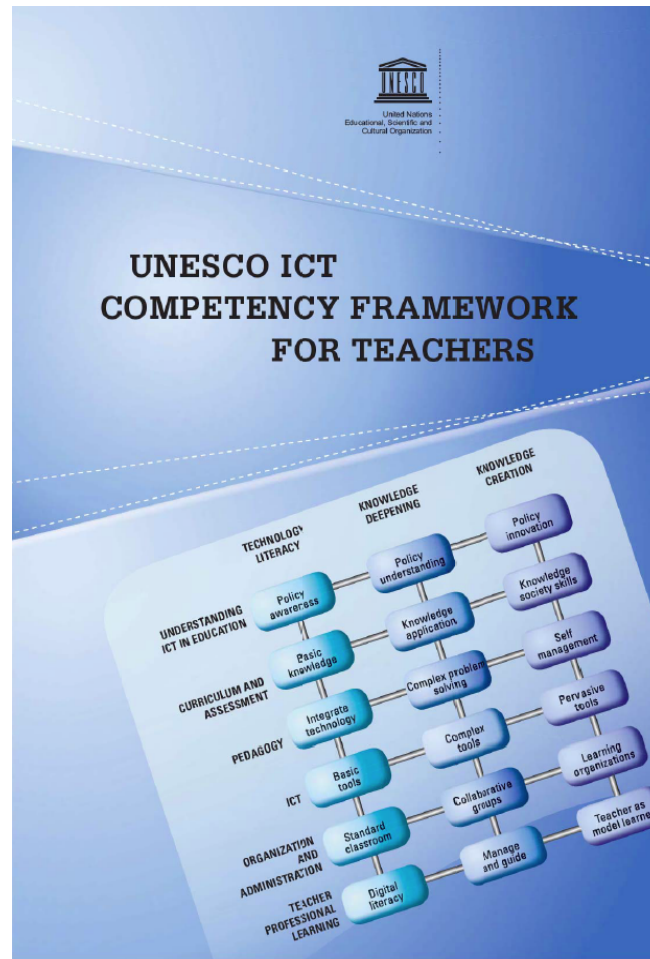 UNESCO
United Nations
Educational, Scientific and
Cultural Organization
UNESCO ICT
COMPETENCY FRAMEWORK
FOR TEACHERS
TECHNOLOGY
LITERACY
KNOWLEDGE
DEEPENING
KNOWLEDGE
CREATION
UNDERSTANDING
ICT IN EDUCATION
Policy
awareness
Policy
understanding
Policy
innovation
CURRICULUM AND
ASSESSMENT
Basic
knowledge
Knowledge
application
Knowledge
society skills
PEDAGOGY
Integrate
technology
Complex problem
solving
Self
management
ICT
Basic
tools
Complex
tools
Pervasive
tools
ORGANIZATION
AND
ADMINISTRATION
Standard
classroom
Collaborative
groups
Learning
organizations
TEACHER
PROFESSIONAL
LEARNING
Digital
literacy
Manage
and guide
Teacher as
model learner